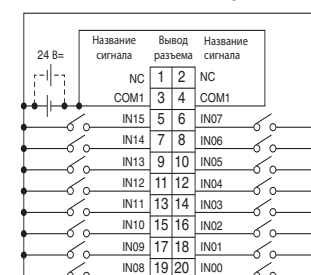 Название Вывод Название
24 В= сигнала разъема сигнала
NC 1 2 NC
COM1 3 4 COM1
IN15 5 6 IN07
IN14 7 8 IN06
IN13 9 10 IN05
IN12 11 12 IN04
IN11 13 14 IN03
IN10 15 16 IN02
IN09 17 18 IN01
IN08 19 20 IN00